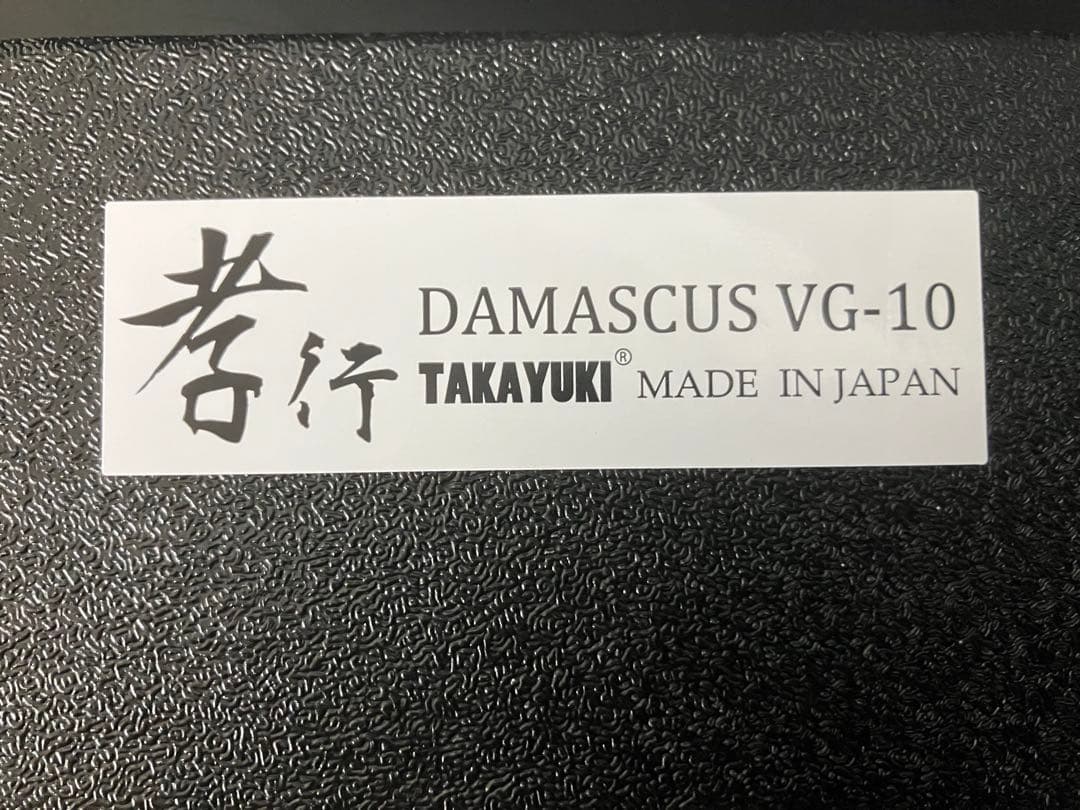 孝行
DAMASCUS VG-10
TAKAYUKI® MADE IN JAPAN